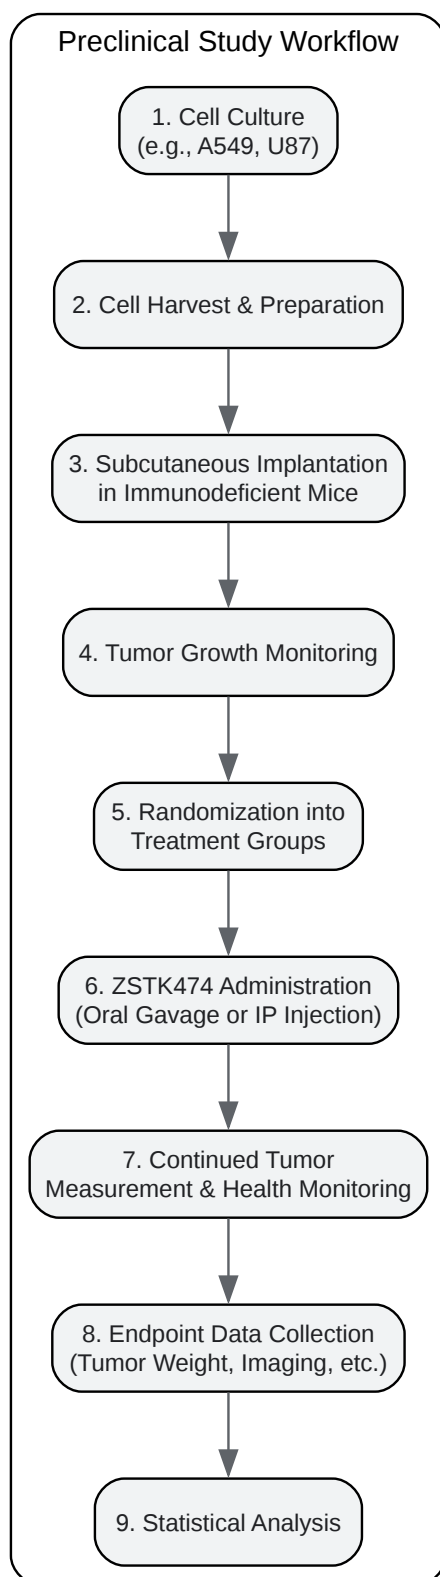 Preclinical Study Workflow
1. Cell Culture
(e.g., A549, U87)
2. Cell Harvest & Preparation
3. Subcutaneous Implantation
in Immunodeficient Mice
4. Tumor Growth Monitoring
5. Randomization into
Treatment Groups
6. ZSTK474 Administration
(Oral Gavage or IP Injection)
7. Continued Tumor
Measurement & Health Monitoring
8. Endpoint Data Collection
(Tumor Weight, Imaging, etc.)
9. Statistical Analysis